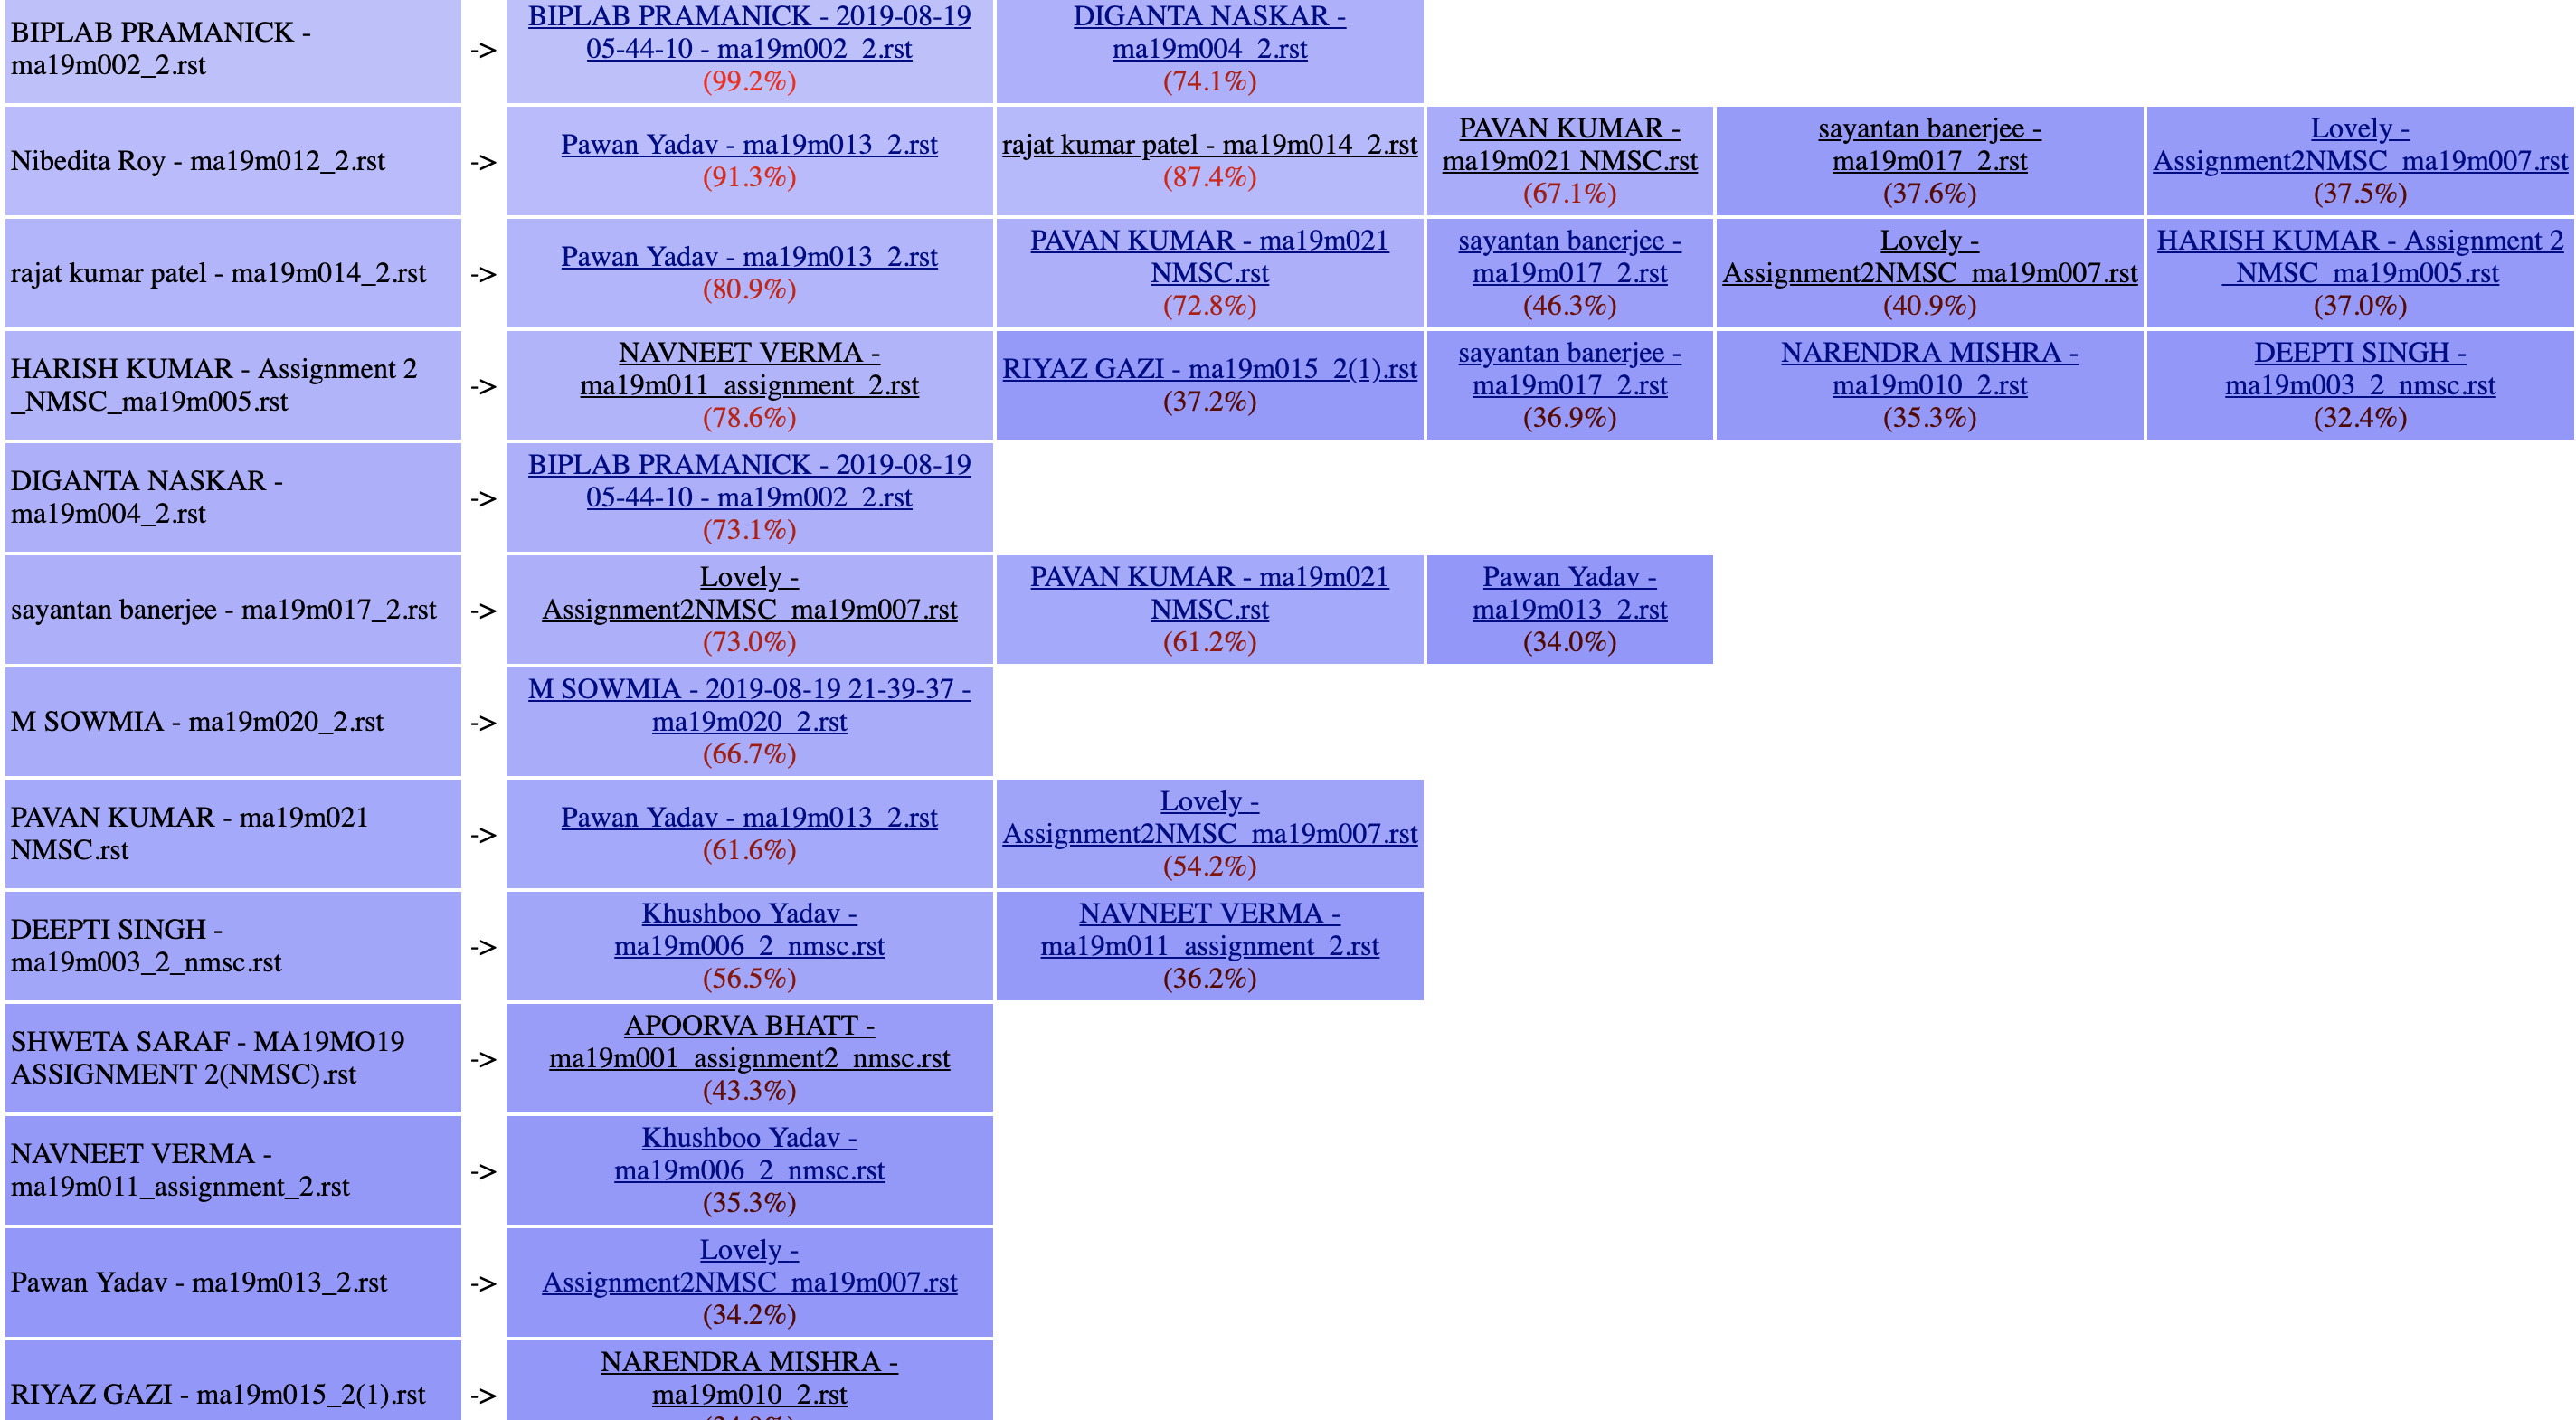 BIPLAB PRAMANICK -
ma19m002_2.rst
->
BIPLAB PRAMANICK - 2019-08-19
05-44-10 - ma19m002_2.rst
(99.2%)
DIGANTA NASKAR -
ma19m004_2.rst
(74.1%)
Nibedita Roy - ma19m012_2.rst
->
Pawan Yadav - ma19m013_2.rst
(91.3%)
rajat kumar patel - ma19m014_2.rst
(87.4%)
PAVAN KUMAR -
ma19m021 NMSC.rst
(67.1%)
sayantan banerjee -
ma19m017_2.rst
(37.6%)
Lovely -
Assignment2NMSC_ma19m007.rst
(37.5%)
rajat kumar patel - ma19m014_2.rst
->
Pawan Yadav - ma19m013_2.rst
(80.9%)
PAVAN KUMAR - ma19m021
NMSC.rst
(72.8%)
sayantan banerjee -
ma19m017_2.rst
(46.3%)
Lovely -
Assignment2NMSC_ma19m007.rst
(40.9%)
HARISH KUMAR - Assignment 2
_NMSC_ma19m005.rst
(37.0%)
HARISH KUMAR - Assignment 2
_NMSC_ma19m005.rst
->
NAVNEET VERMA -
ma19m011_assignment_2.rst
(78.6%)
RIYAZ GAZI - ma19m015_2(1).rst
(37.2%)
sayantan banerjee -
ma19m017_2.rst
(36.9%)
NARENDRA MISHRA -
ma19m010_2.rst
(35.3%)
DEEPTI SINGH -
ma19m003_2_nmsc.rst
(32.4%)
DIGANTA NASKAR -
ma19m004_2.rst
->
BIPLAB PRAMANICK - 2019-08-19
05-44-10 - ma19m002_2.rst
(73.1%)
sayantan banerjee - ma19m017_2.rst
->
Lovely -
Assignment2NMSC_ma19m007.rst
(73.0%)
PAVAN KUMAR - ma19m021
NMSC.rst
(61.2%)
Pawan Yadav -
ma19m013_2.rst
(34.0%)
M SOWMIA - ma19m020_2.rst
->
M SOWMIA - 2019-08-19 21-39-37 -
ma19m020_2.rst
(66.7%)
PAVAN KUMAR - ma19m021
NMSC.rst
->
Pawan Yadav - ma19m013_2.rst
(61.6%)
Lovely -
Assignment2NMSC_ma19m007.rst
(54.2%)
DEEPTI SINGH -
ma19m003_2_nmsc.rst
->
Khushboo Yadav -
ma19m006_2_nmsc.rst
(56.5%)
NAVNEET VERMA -
ma19m011_assignment_2.rst
(36.2%)
SHWETA SARAF - MA19MO19
ASSIGNMENT 2(NMSC).rst
->
APOORVA BHATT -
ma19m001_assignment2_nmsc.rst
(43.3%)
NAVNEET VERMA -
ma19m011_assignment_2.rst
->
Khushboo Yadav -
ma19m006_2_nmsc.rst
(35.3%)
Pawan Yadav - ma19m013_2.rst
->
Lovely -
Assignment2NMSC_ma19m007.rst
(34.2%)
RIYAZ GAZI - ma19m015_2(1).rst
->
NARENDRA MISHRA -
ma19m010_2.rst